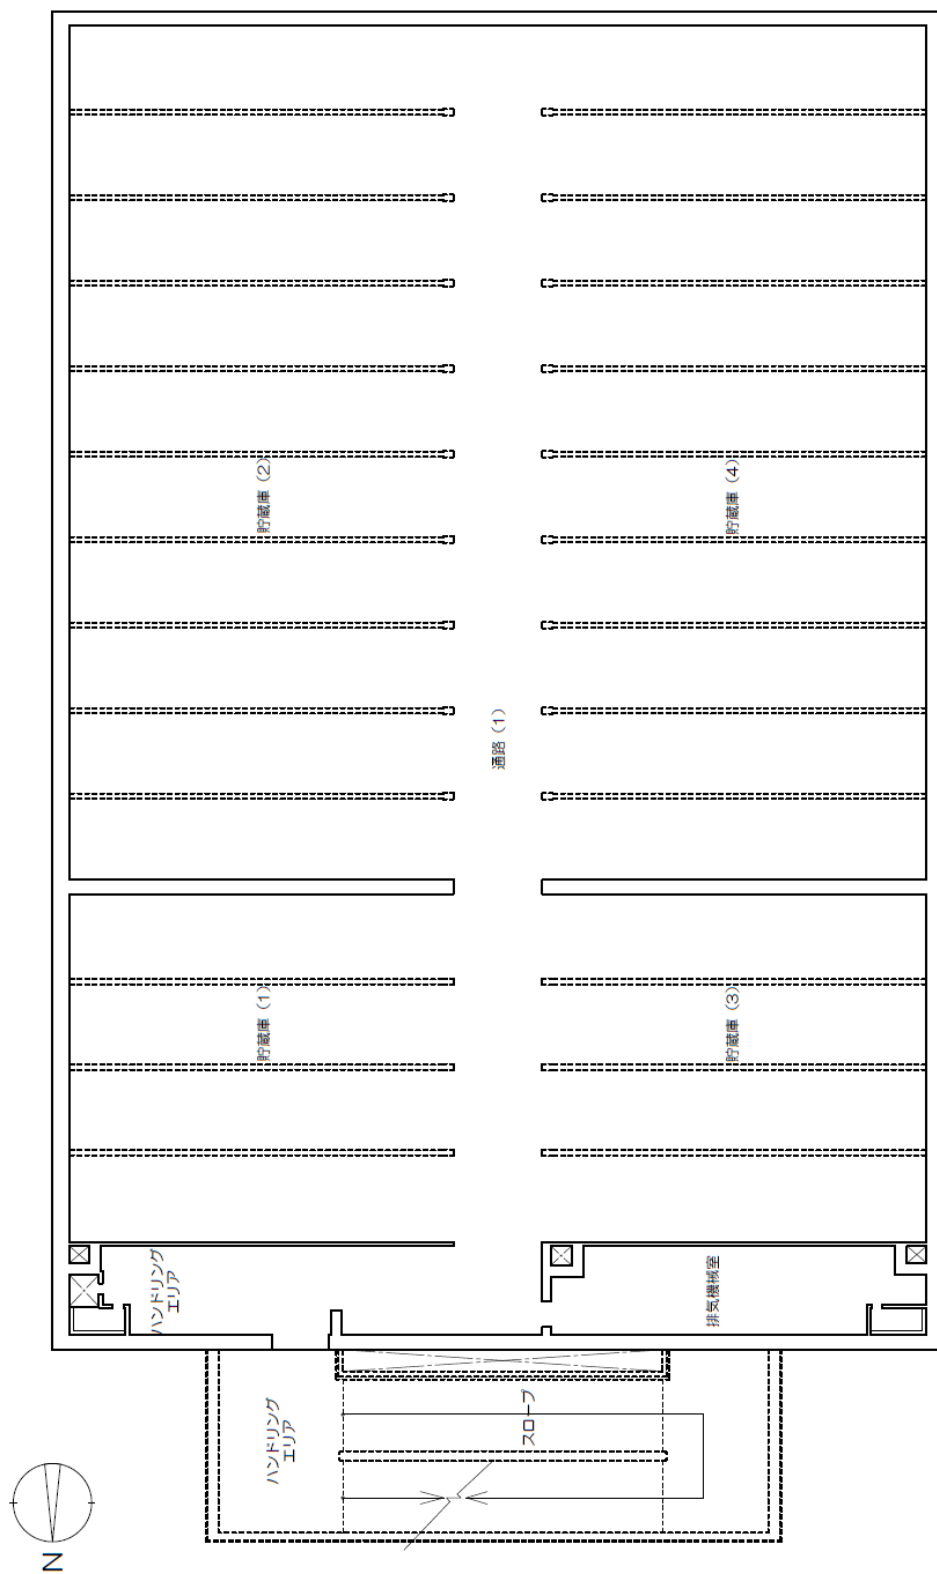 貯蔵庫（2）
貯蔵庫（4）
通路（1）
貯蔵庫（1）
貯蔵庫（3）
ハンドリング
エリア
排気機械室
ハンドリング
エリア
スロープ
N